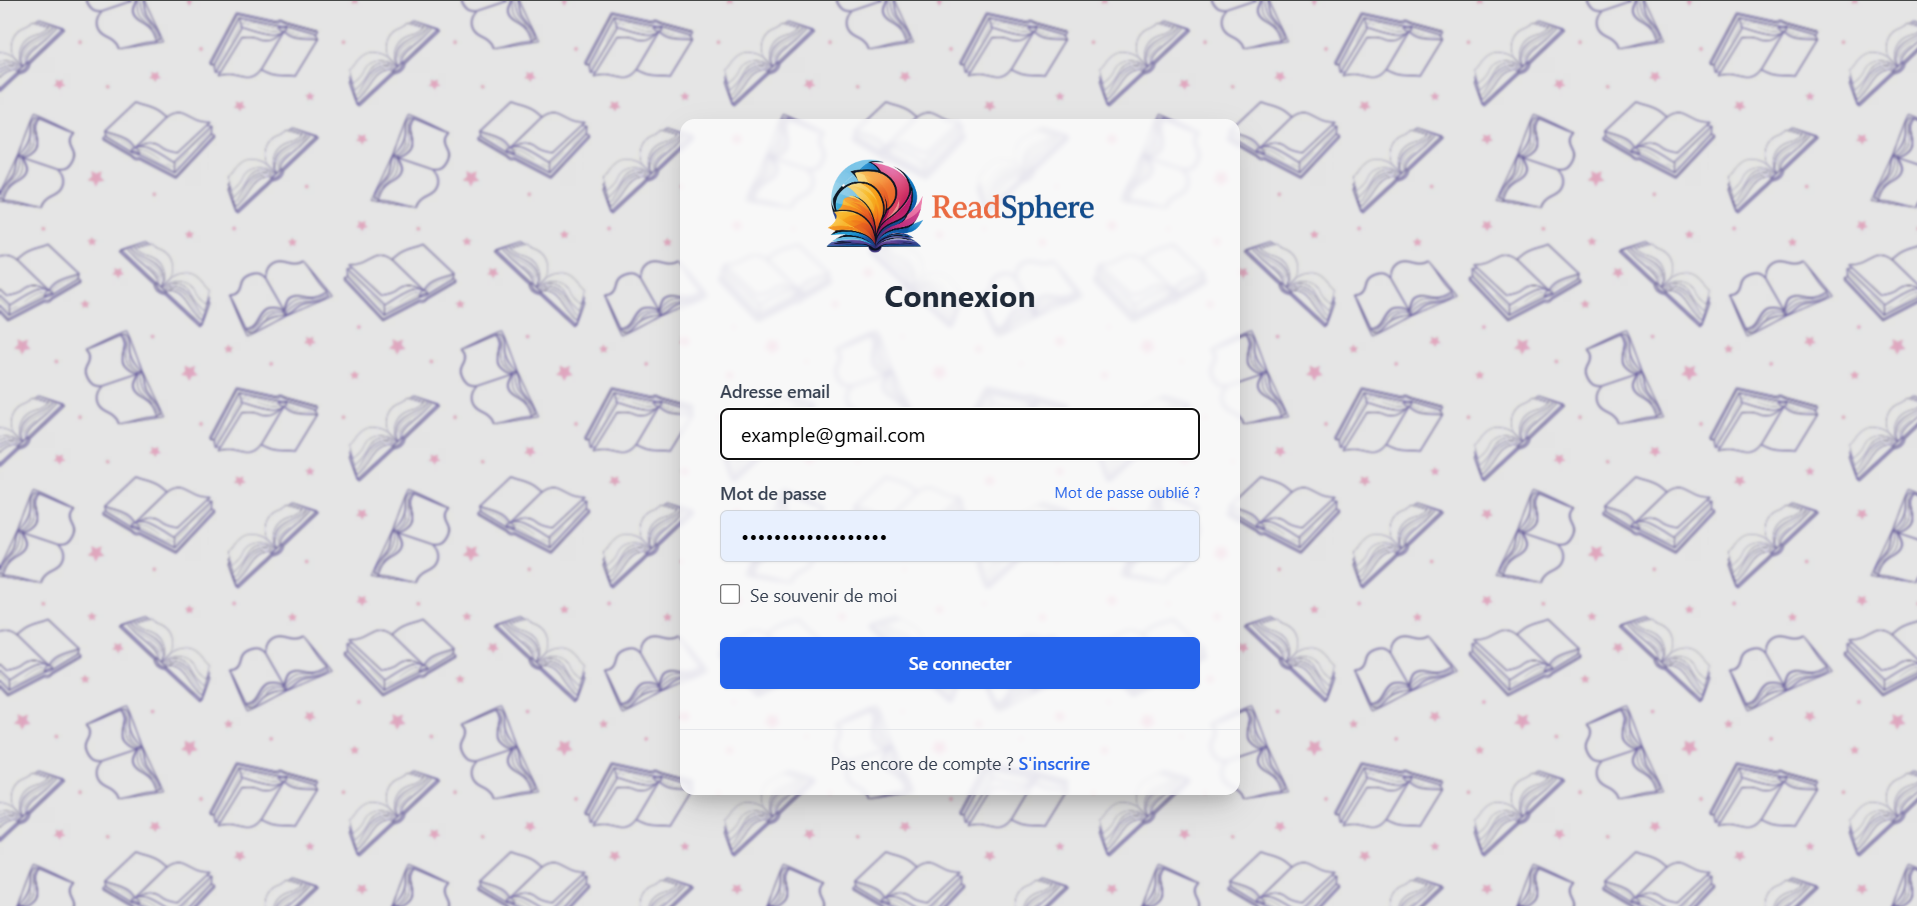 ReadSphere
Connexion
Adresse email
example@gmail.com
Mot de passe
Mot de passe oublié ?
••••••••••••••••••
Se souvenir de moi
Se connecter
Pas encore de compte ? S'inscrire